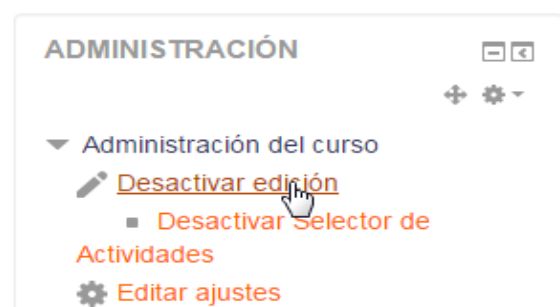 ADMINISTRACIÓN
Administración del curso
Desactivar edición
Desactivar Selector de
Actividades
Editar ajustes